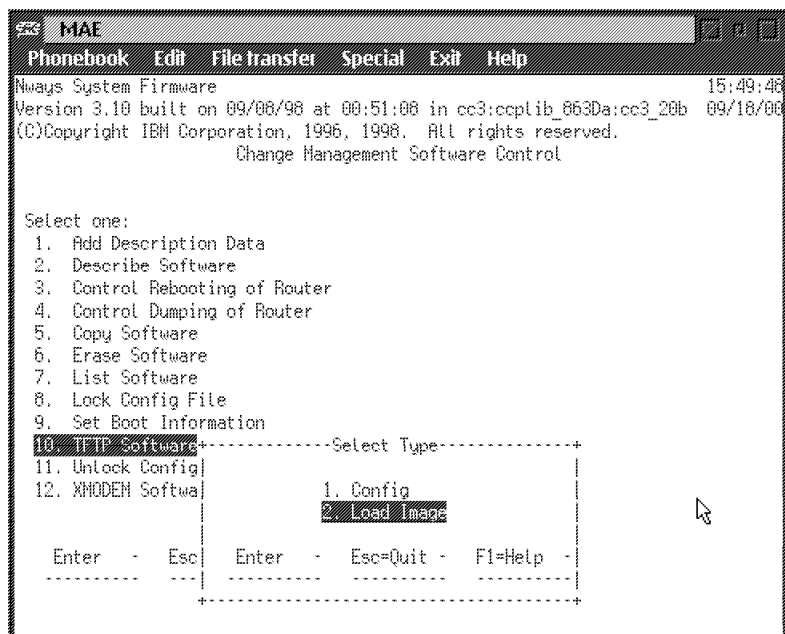 MAE
Phonebook Edit File transfer Special Exit Help
Nways System Firmware 15:49:46
Version 3.10 built on 09/08/98 at 00:51:08 in cc3:ccplib_863Da:cc3_20b 09/18/00
(C)Copyright IBM Corporation, 1996, 1998. All rights reserved.
Change Management Software Control
Select one:
1. Add Description Data
2. Describe Software
3. Control Rebooting of Router
4. Control Dumping of Router
5. Copy Software
6. Erase Software
7. List Software
8. Lock Config File
9. Set Boot Information
10. TFTP Software
Select Type
11. Unlock Config
12. XMODEM Softwa
1. Config
2. Load Image
Enter - Esc
Enter - Esc=Quit - F1=Help -